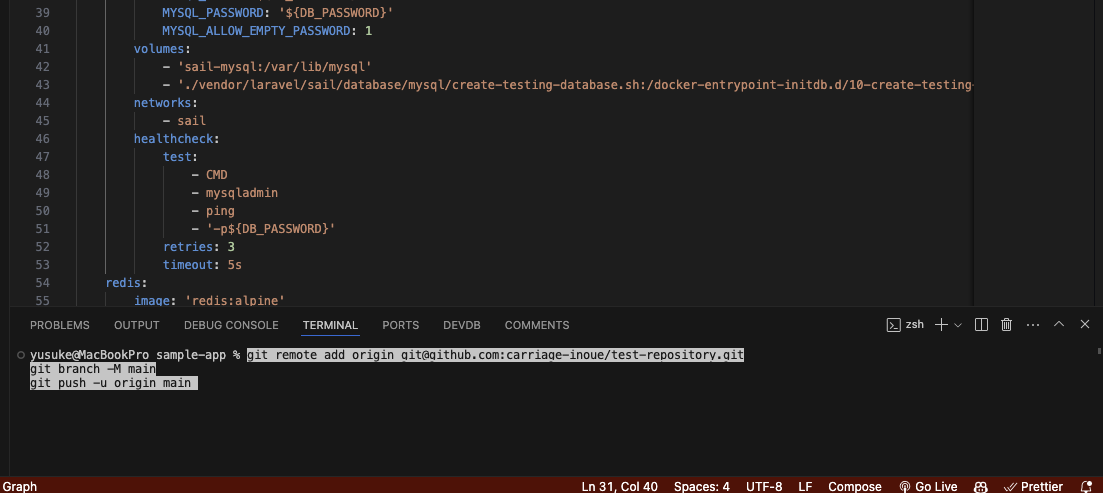 39 MYSQL_PASSWORD: '${DB_PASSWORD}'
40 MYSQL_ALLOW_EMPTY_PASSWORD: 1
41 volumes:
42 - 'sail-mysql:/var/lib/mysql'
43 - './vendor/laravel/sail/database/mysql/create-testing-database.sh:/docker-entrypoint-initdb.d/10-create-testing-
44 networks:
45 - sail
46 healthcheck:
47 test:
48 - CMD
49 - mysqladmin
50 - ping
51 - '-p${DB_PASSWORD}'
52 retries: 3
53 timeout: 5s
54 redis:
55 image: 'redis:alpine'
PROBLEMS OUTPUT DEBUG CONSOLE TERMINAL PORTS DEVDB COMMENTS zsh
yusuke@MacBookPro sample-app % git remote add origin git@github.com:carriage-inoue/test-repository.git
git branch -M main
git push -u origin main
Graph Ln 31, Col 40 Spaces: 4 UTF-8 LF Compose Go Live Prettier